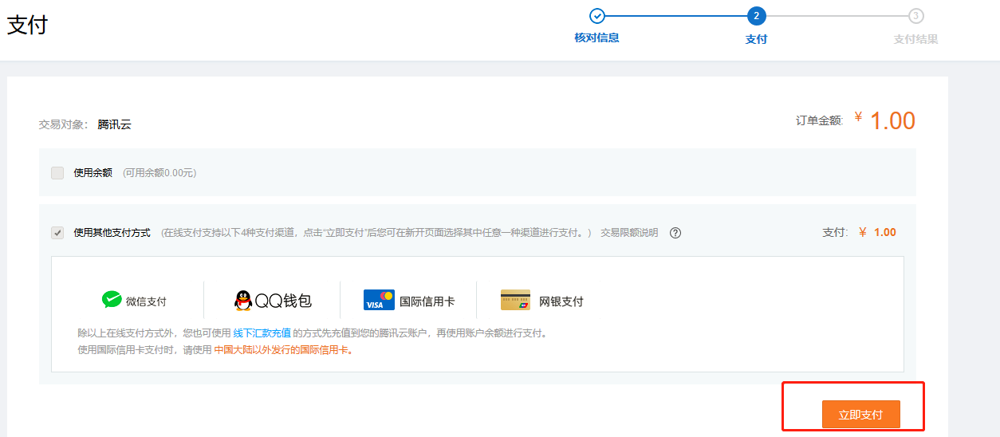 支付
2
3
核对信息
支付
支付结果
交易对象： 腾讯云
订单金额: ¥ 1.00
使用余额 (可用余额0.00元)
使用其他支付方式 (在线支付支持以下4种支付渠道，点击“立即支付”后您可在新开页面选择其中任意一种渠道进行支付。) 交易限额说明 ?
支付: ¥ 1.00
微信支付
QQ钱包
VISA 国际信用卡
网银支付
除以上在线支付方式外，您也可使用 线下汇款充值 的方式先充值到您的腾讯云账户，再使用账户余额进行支付。
使用国际信用卡支付时，请使用 中国大陆以外发行的国际信用卡。
立即支付